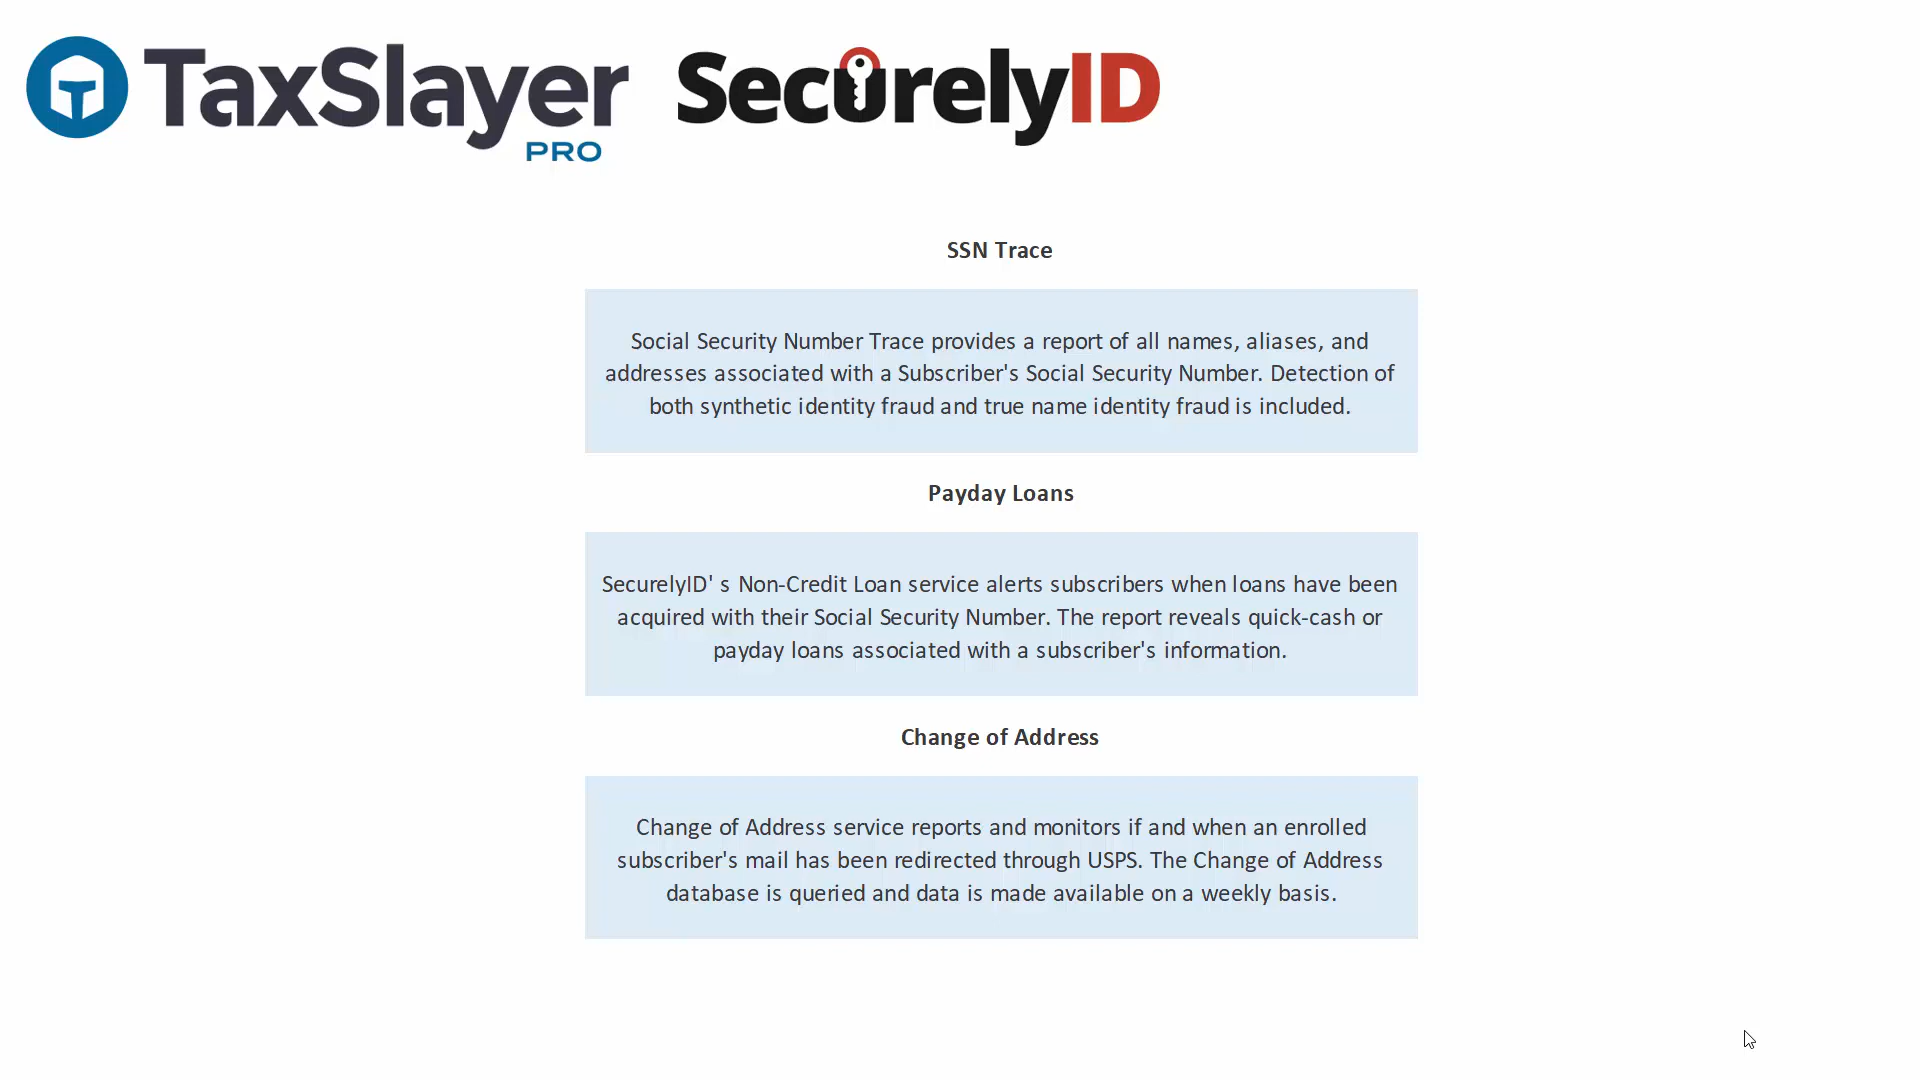 TaxSlayer
PRO
SecurelyID
SSN Trace
Social Security Number Trace provides a report of all names, aliases, and
addresses associated with a Subscriber's Social Security Number. Detection of
both synthetic identity fraud and true name identity fraud is included.
Payday Loans
SecurelyID' s Non-Credit Loan service alerts subscribers when loans have been
acquired with their Social Security Number. The report reveals quick-cash or
payday loans associated with a subscriber's information.
Change of Address
Change of Address service reports and monitors if and when an enrolled
subscriber's mail has been redirected through USPS. The Change of Address
database is queried and data is made available on a weekly basis.